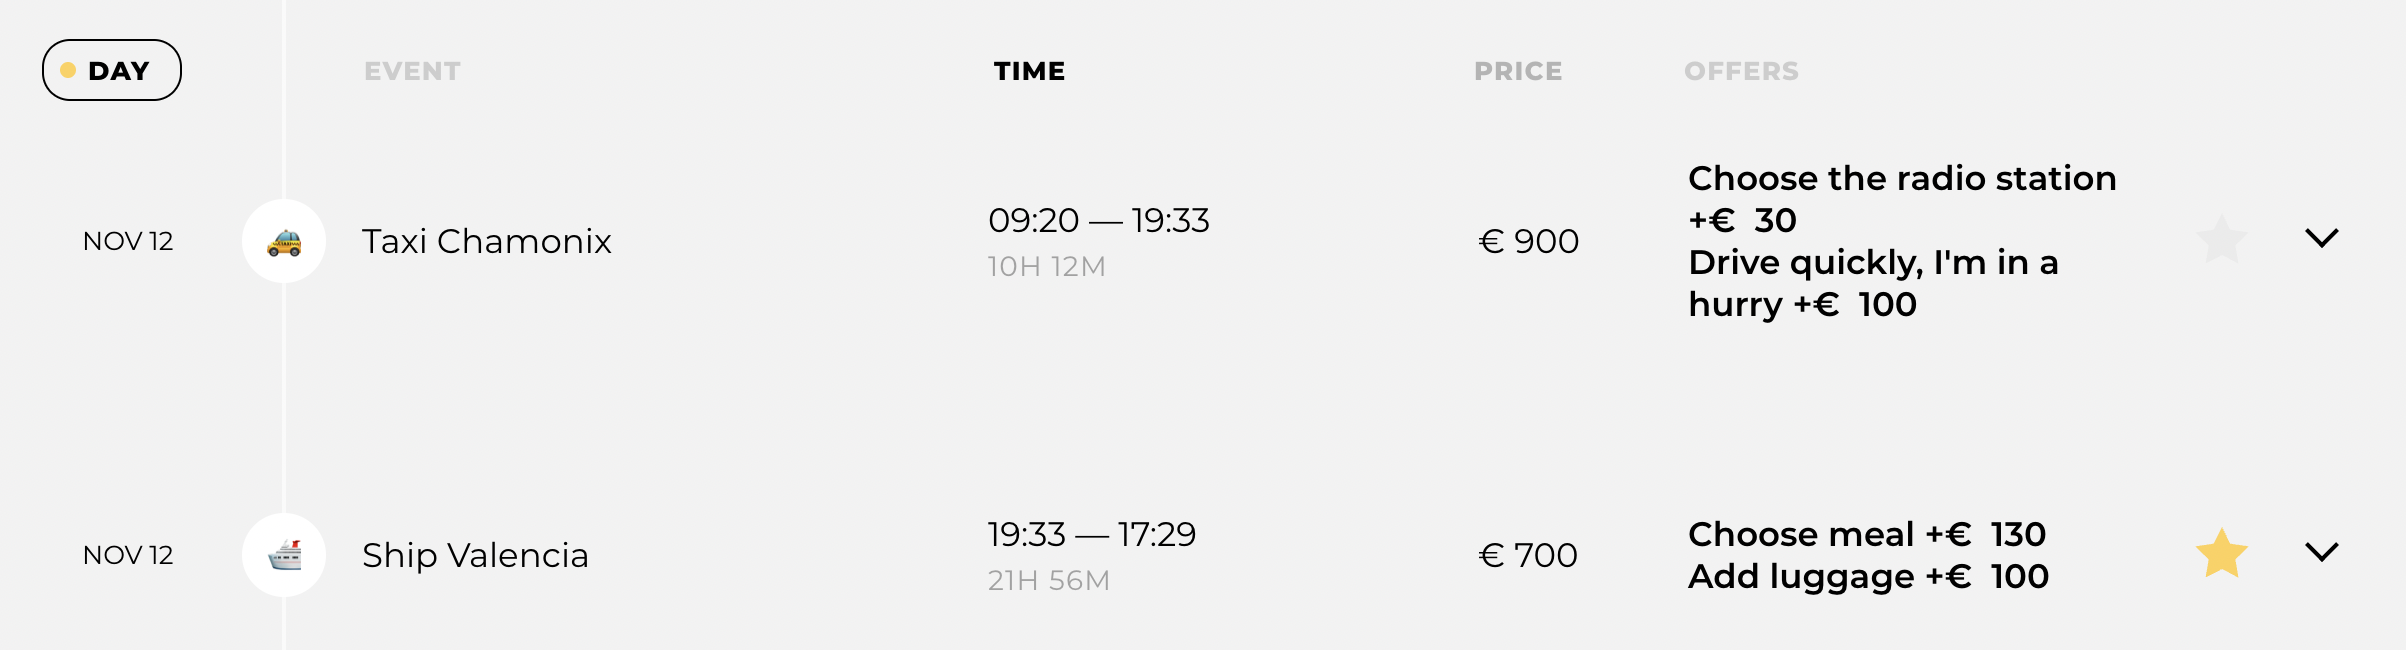 DAY EVENT TIME PRICE OFFERS
NOV 12 Taxi Chamonix 09:20 — 19:33 € 900 Choose the radio station
+€ 30
10H 12M Drive quickly, I'm in a
hurry +€ 100
NOV 12 Ship Valencia 19:33 — 17:29 € 700 Choose meal +€ 130
21H 56M Add luggage +€ 100